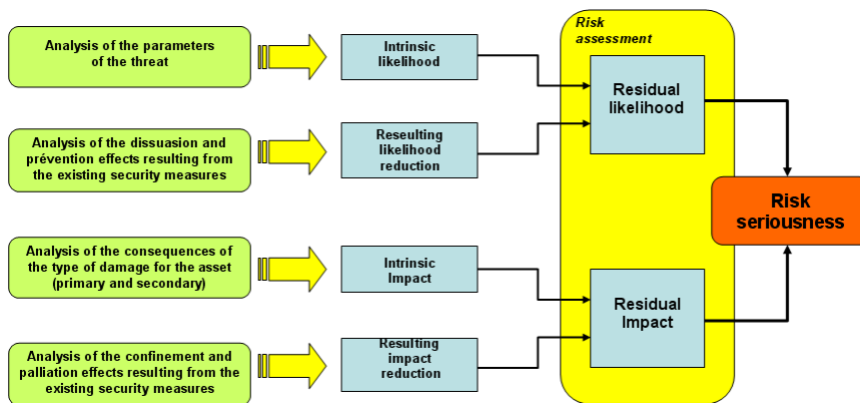 Analysis of the parameters
of the threat
Intrinsic
likelihood
Risk
assessment
Residual
likelihood
Analysis of the dissuasion and
prévention effects resulting from
the existing security measures
Reseulting
likelihood
reduction
Risk
seriousness
Analysis of the consequences of
the type of damage for the asset
(primary and secondary)
Intrinsic
Impact
Residual
Impact
Analysis of the confinement and
palliation effects resulting from the
existing security measures
Resulting
impact
reduction